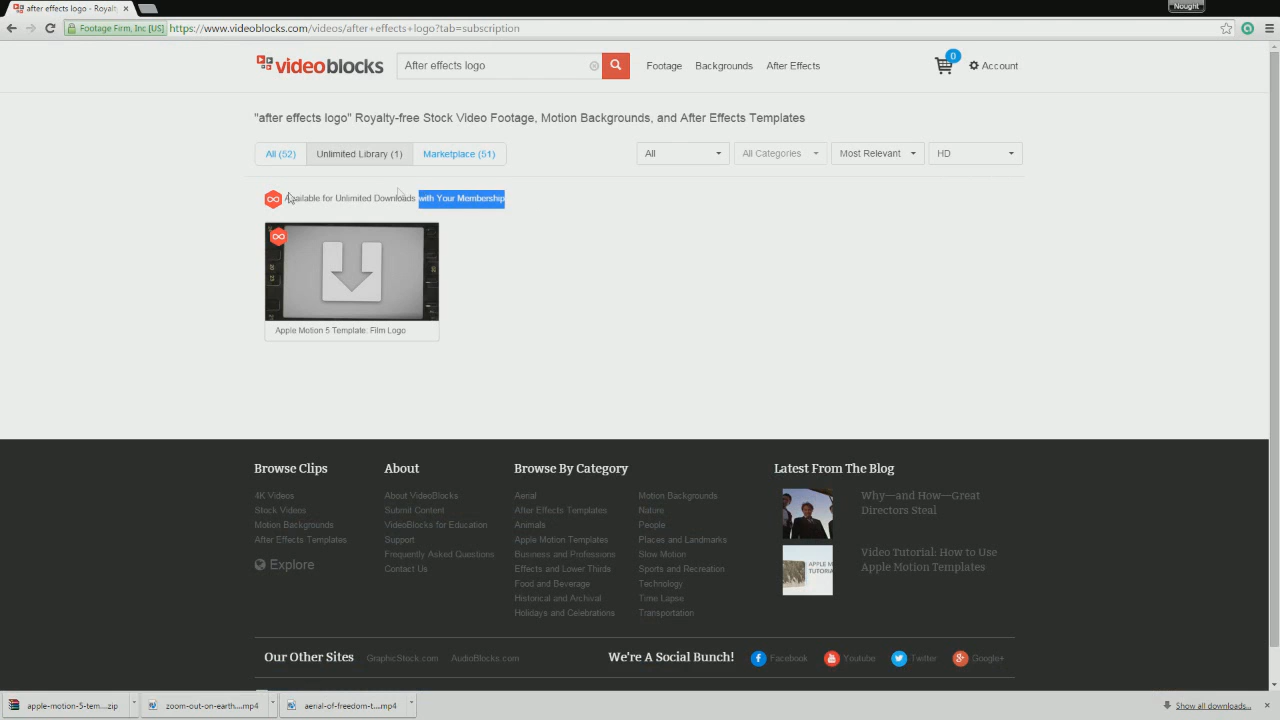 after effects logo - Royalt
Nought
Footage Firm, Inc [US]
https://www.videoblocks.com/videos/after+effects+logo?tab=subscription
videoblocks
After effects logo
Footage
Backgrounds
After Effects
0
Account
"after effects logo" Royalty-free Stock Video Footage, Motion Backgrounds, and After Effects Templates
All (52)
Unlimited Library (1)
Marketplace (51)
All
All Categories
Most Relevant
HD
Available for Unlimited Downloads with Your Membership
Apple Motion 5 Template. Film Logo
Browse Clips
4K Videos
Stock Videos
Motion Backgrounds
After Effects Templates
Explore
About
About VideoBlocks
Submit Content
VideoBlocks for Education
Support
Frequently Asked Questions
Contact Us
Browse By Category
Aerial
After Effects Templates
Animals
Apple Motion Templates
Business and Professions
Effects and Lower Thirds
Food and Beverage
Historical and Archival
Holidays and Celebrations
Motion Backgrounds
Nature
People
Places and Landmarks
Slow Motion
Sports and Recreation
Technology
Time Lapse
Transportation
Latest From The Blog
Why—and How—Great
Directors Steal
APPLE M
TUTORIA
Video Tutorial: How to Use
Apple Motion Templates
Our Other Sites
GraphicStock.com
AudioBlocks.com
We're A Social Bunch!
Facebook
Youtube
Twitter
Google+
apple-motion-5-tem....zip
zoom-out-on-earth....mp4
aerial-of-freedom-t....mp4
Show all downloads...